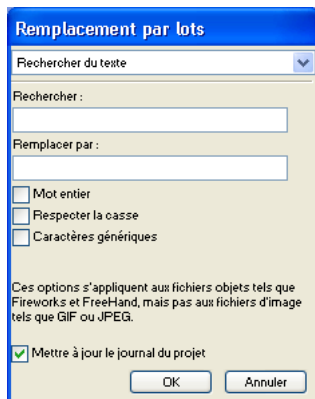 Remplacement par lots
Rechercher du texte
Rechercher :
Remplacer par :
Mot entier
Respecter la casse
Caractères génériques
Ces options s'appliquent aux fichiers objets tels que
Fireworks et FreeHand, mais pas aux fichiers d'image
tels que GIF ou JPEG.
Mettre à jour le journal du projet
OK Annuler